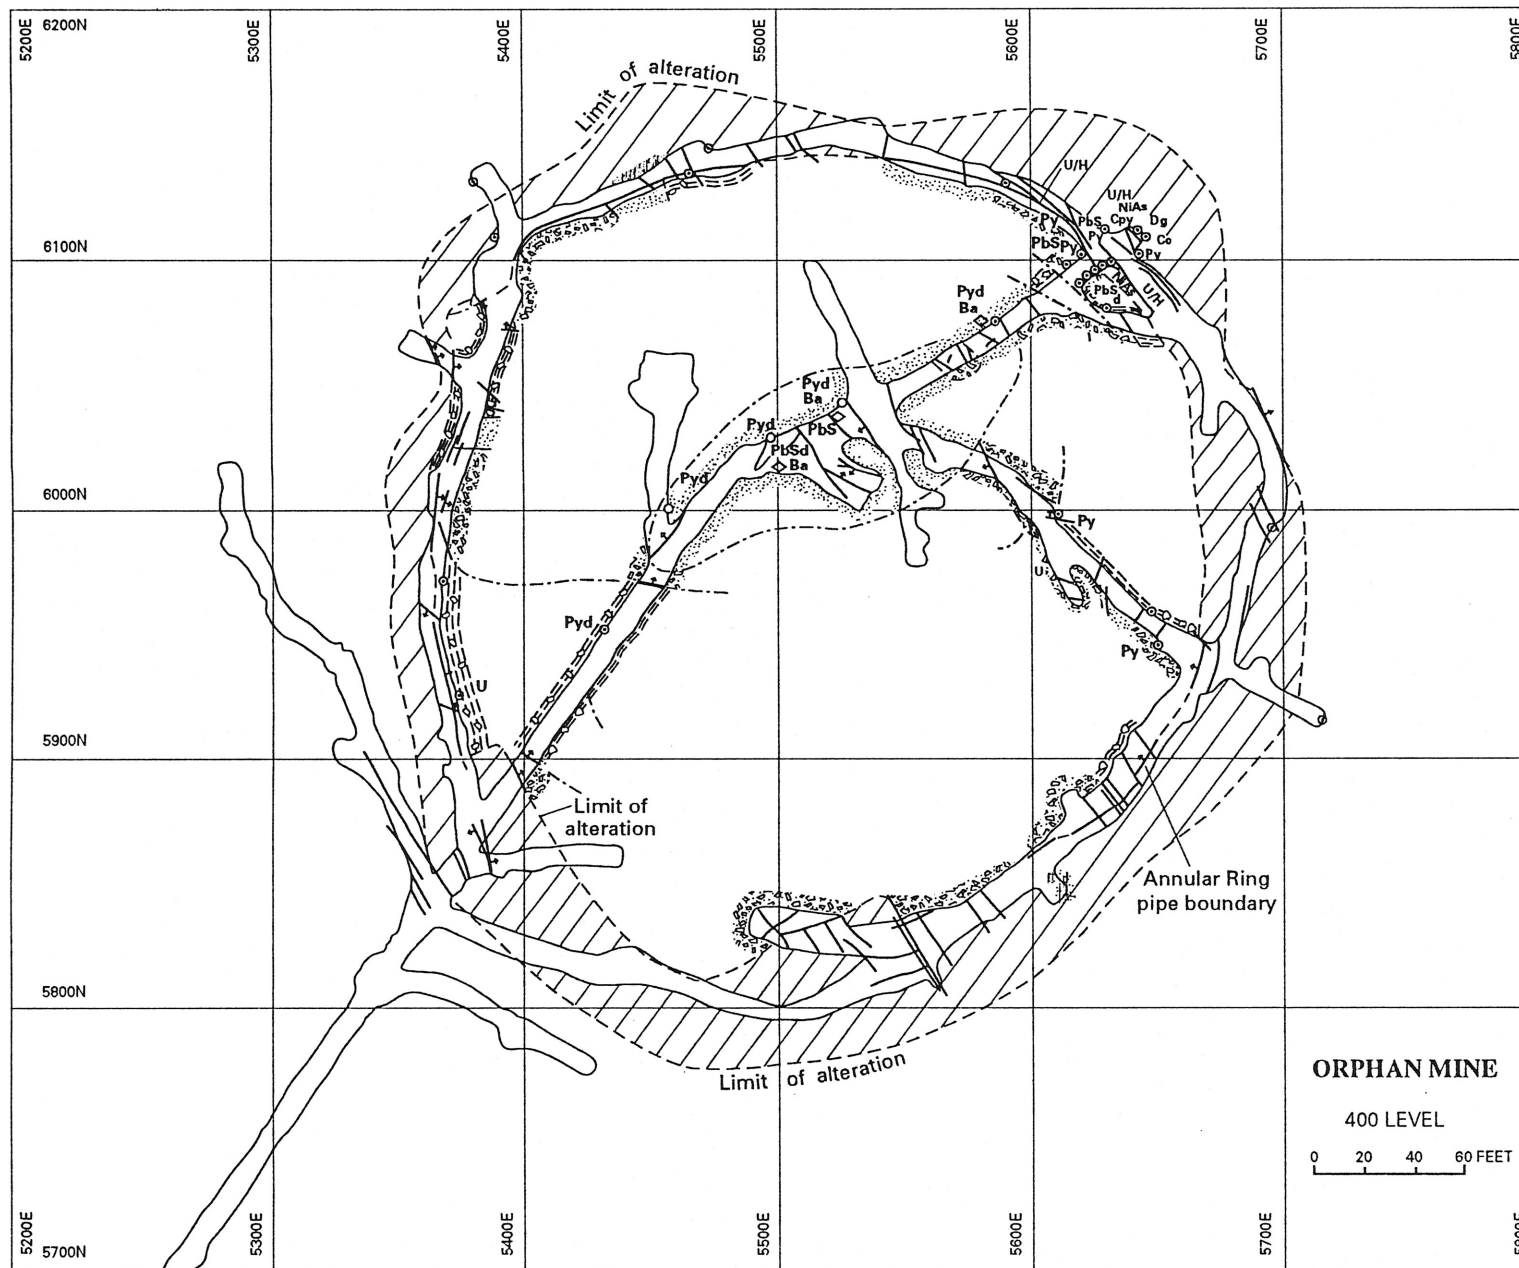 5200E
6200N
5300E
5400E
5500E
5600E
5700E
5800E
Limit of alteration
U/H
U/H
NiAs
PbS
Cpy
Dg
Py
P
Co
PbS
Py
Py
6100N
NiAs
U/H
PbS
d
Pyd
Ba
Pyd
Ba
Pyd
PbS
PbSd
Ba
Pyd
6000N
Py
U
Pyd
Py
U
5900N
Limit of
alteration
Annular Ring
pipe boundary
5800N
Limit of alteration
ORPHAN MINE
400 LEVEL
0 20 40 60 FEET
5200E
5700N
5300E
5400E
5500E
5600E
5700E